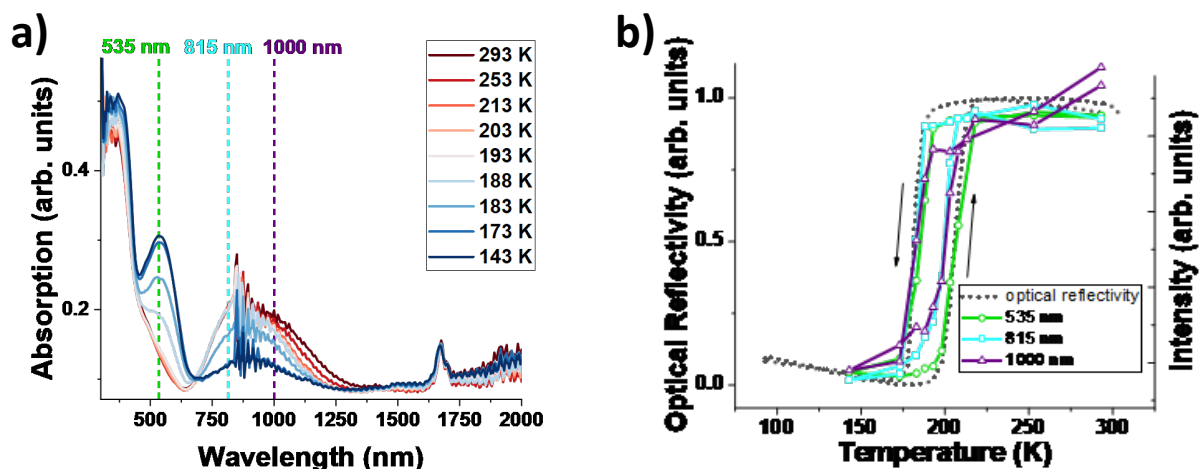 a)
535 nm 815 nm 1000 nm
Absorption (arb. units)
0.4
0.2
293 K
253 K
213 K
203 K
193 K
188 K
183 K
173 K
143 K
500 750 1000 1250 1500 1750 2000
Wavelength (nm)
b)
Optical Reflectivity (arb. units)
1.0
0.5
0.0
optical reflectivity
535 nm
815 nm
1000 nm
100 150 200 250 300
Temperature (K)
Intensity (arb. units)